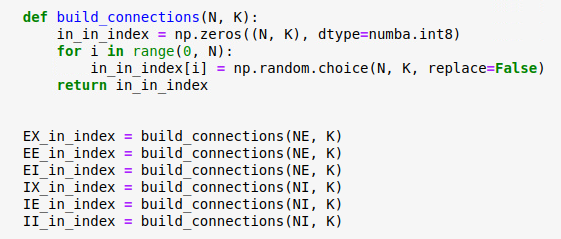 def build_connections(N, K):
    in_in_index = np.zeros((N, K), dtype=numba.int8)
    for i in range(0, N):
        in_in_index[i] = np.random.choice(N, K, replace=False)
    return in_in_index
EX_in_index = build_connections(NE, K)
EE_in_index = build_connections(NE, K)
EI_in_index = build_connections(NE, K)
IX_in_index = build_connections(NI, K)
IE_in_index = build_connections(NI, K)
II_in_index = build_connections(NI, K)